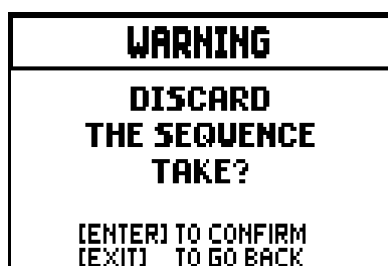 WARNING
DISCARD
THE SEQUENCE
TAKE?
[ENTER] TO CONFIRM
[EXIT] TO GO BACK